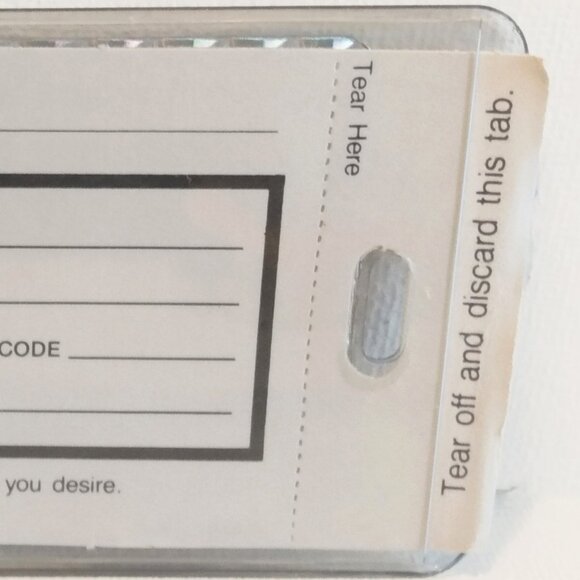 Tear Here
CODE
you desire.
Tear off and discard this tab.